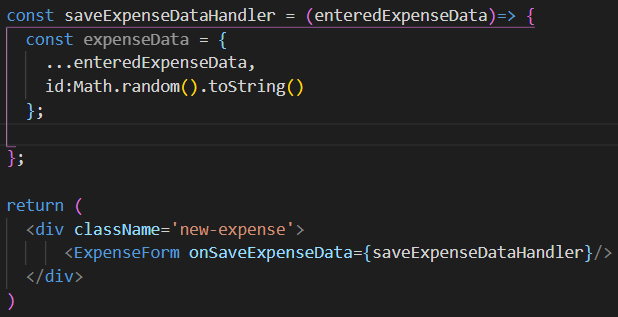 const saveExpenseDataHandler = (enteredExpenseData)=> {
const expenseData = {
...enteredExpenseData,
id:Math.random().toString()
};
};
return (
<div className='new-expense'>
<ExpenseForm onSaveExpenseData={saveExpenseDataHandler}/>
</div>
)